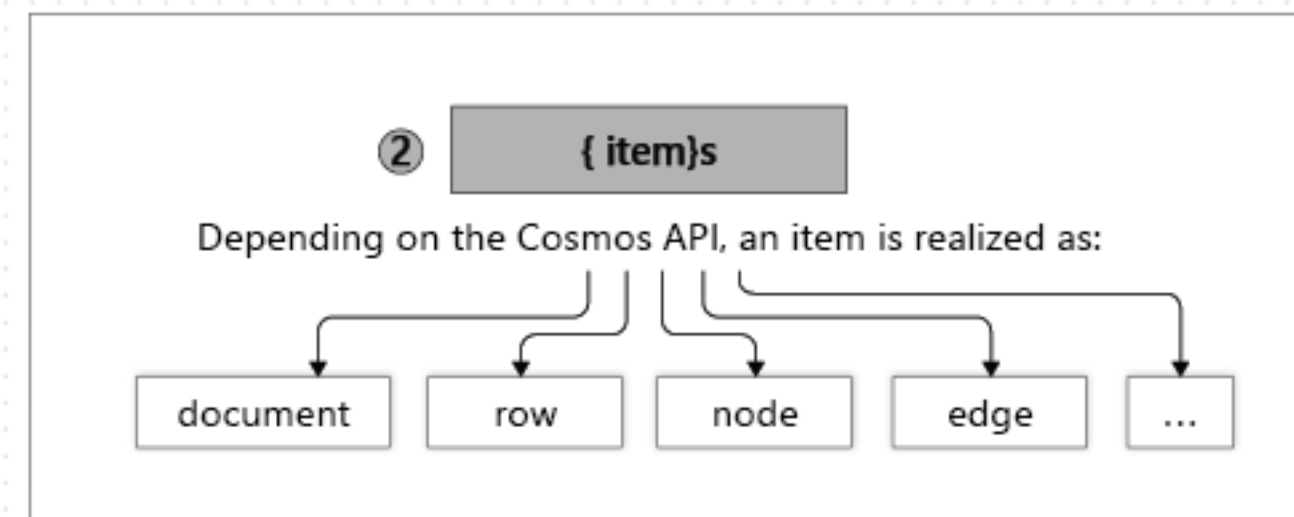 2
{ item}s
Depending on the Cosmos API, an item is realized as:
document row node edge ...